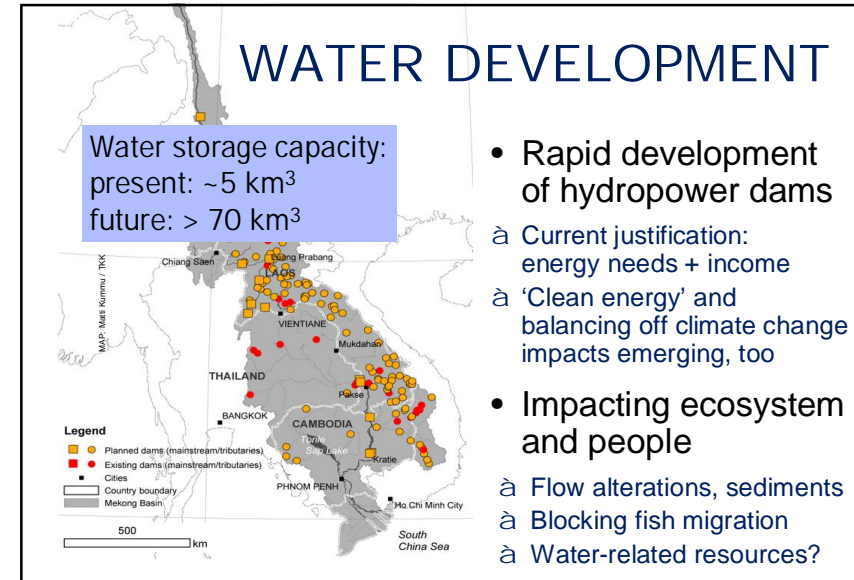 WATER DEVELOPMENT
Water storage capacity:
present: ~5 km³
future: > 70 km³
• Rapid development
of hydropower dams
à Current justification:
energy needs + income
à ‘Clean energy’ and
balancing off climate change
impacts emerging, too
• Impacting ecosystem
and people
à Flow alterations, sediments
à Blocking fish migration
à Water-related resources?
MAP: Matti Kummu / TKK
Chiang Saen
Luang Prabang
LAOS
VIENTIANE
Mukdahan
THAILAND
Pakse
BANGKOK
CAMBODIA
Tonle
Sap Lake
Kratie
PHNOM PENH
Ho Chi Minh City
South
China Sea
Legend
Planned dams (mainstream/tributaries)
Existing dams (mainstream/tributaries)
Cities
Country boundary
Mekong Basin
500
km